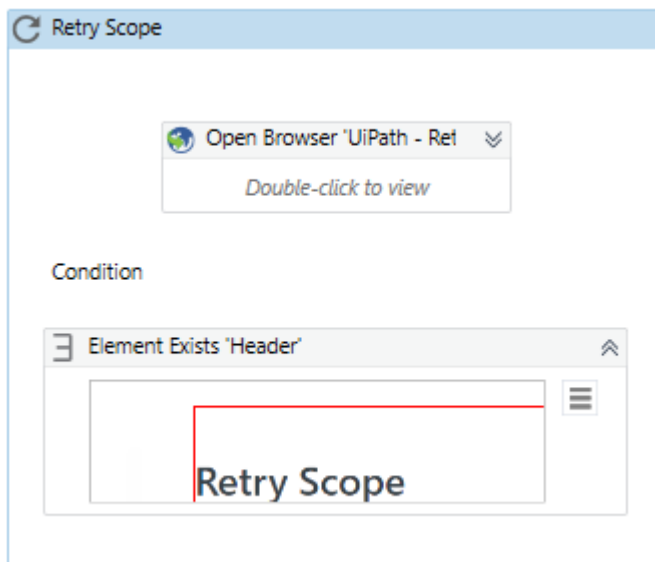 Retry Scope
Open Browser 'UiPath - Ret
Double-click to view
Condition
Element Exists 'Header'
Retry Scope